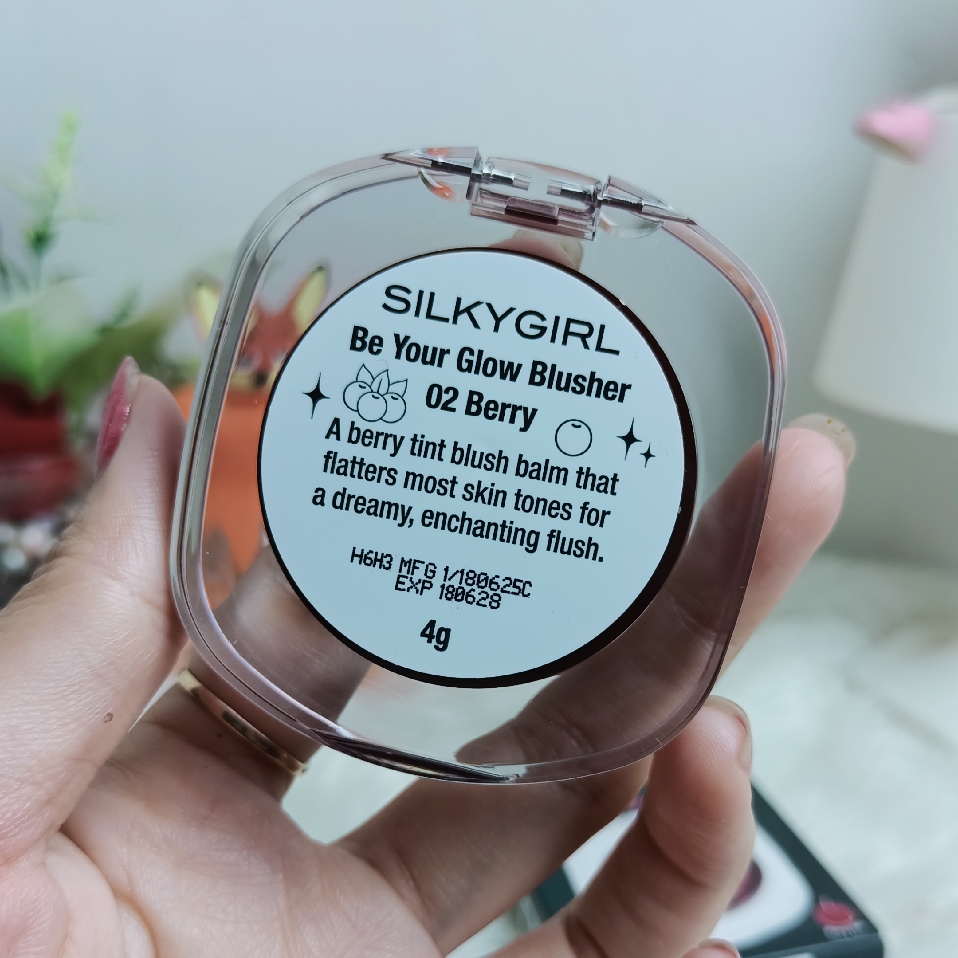 SILKYGIRL
Be Your Glow Blusher
02 Berry
A berry tint blush balm that
flatters most skin tones for
a dreamy, enchanting flush.
H6H3 MFG 1/180625C
EXP 180628
4g